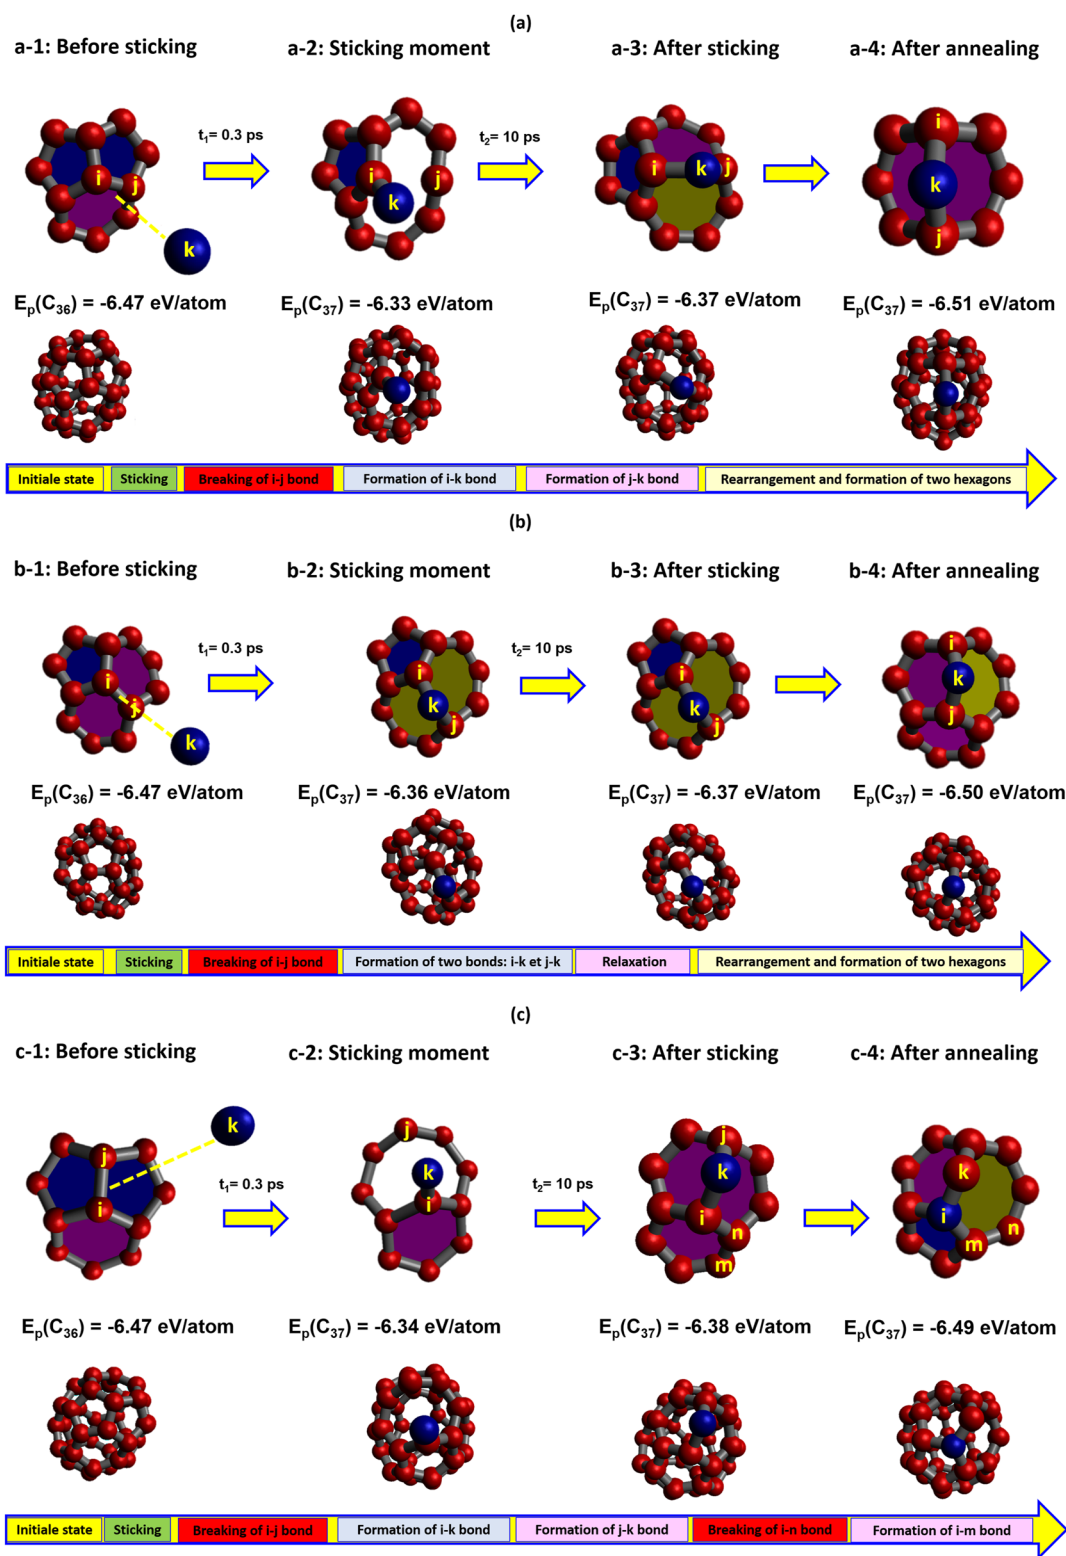 (a)
a-1: Before sticking
a-2: Sticking moment
a-3: After sticking
a-4: After annealing
t₁= 0.3 ps
t₂= 10 ps
i
j
k
i
j
k
i
k
j
i
k
j
Eₚ(C₃₆) = -6.47 eV/atom
Eₚ(C₃₇) = -6.33 eV/atom
Eₚ(C₃₇) = -6.37 eV/atom
Eₚ(C₃₇) = -6.51 eV/atom
Initiale state
Sticking
Breaking of i-j bond
Formation of i-k bond
Formation of j-k bond
Rearrangement and formation of two hexagons
(b)
b-1: Before sticking
b-2: Sticking moment
b-3: After sticking
b-4: After annealing
t₁= 0.3 ps
t₂= 10 ps
i
j
k
i
k
j
i
k
j
i
k
j
Eₚ(C₃₆) = -6.47 eV/atom
Eₚ(C₃₇) = -6.36 eV/atom
Eₚ(C₃₇) = -6.37 eV/atom
Eₚ(C₃₇) = -6.50 eV/atom
Initiale state
Sticking
Breaking of i-j bond
Formation of two bonds: i-k et j-k
Relaxation
Rearrangement and formation of two hexagons
(c)
c-1: Before sticking
c-2: Sticking moment
c-3: After sticking
c-4: After annealing
k
j
i
t₁= 0.3 ps
j
k
i
t₂= 10 ps
j
k
i
n
m
k
i
m
n
Eₚ(C₃₆) = -6.47 eV/atom
Eₚ(C₃₇) = -6.34 eV/atom
Eₚ(C₃₇) = -6.38 eV/atom
Eₚ(C₃₇) = -6.49 eV/atom
Initiale state
Sticking
Breaking of i-j bond
Formation of i-k bond
Formation of j-k bond
Breaking of i-n bond
Formation of i-m bond